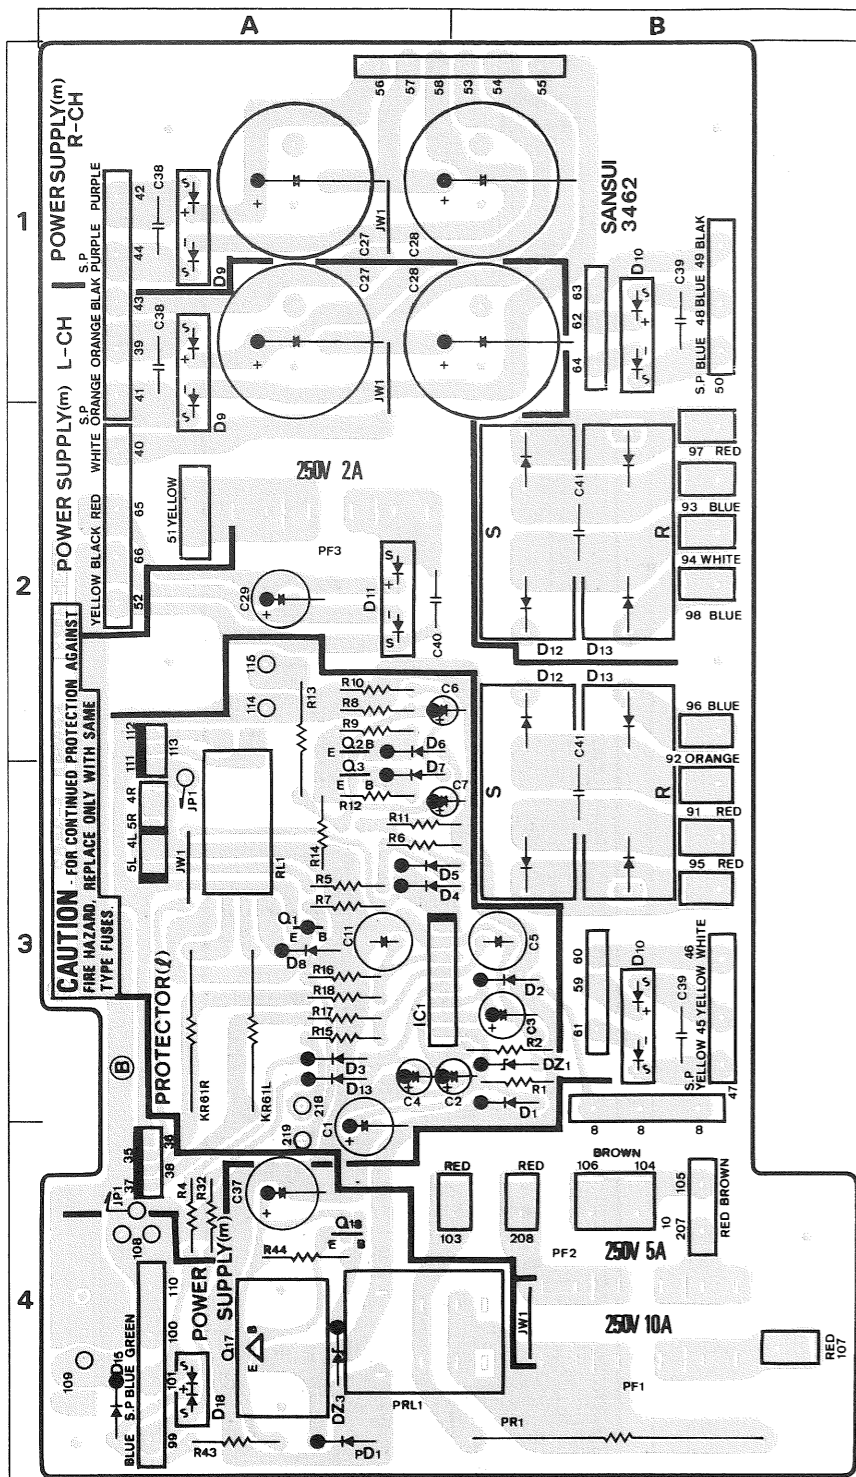 A
B
1
2
3
4
POWER SUPPLY(m)
R-CH
POWER SUPPLY(m) L-CH
56 57 58 53 54 55
SANSUI
3462
S.P PURPLE PURPLE
42
44
C38
D9
C27
C28
JW1
C27
C28
JW1
S.P ORANGE ORANGE BLAK
43
39
41
C38
D9
63
62
64
D10
C39
S.P BLUE 48 BLUE 49 BLAK
50
YELLOW BLACK RED WHITE
40
65
66
52
51 YELLOW
250V 2A
PF3
C29
D11
C40
S
C41
R
D12 D13
97 RED
93 BLUE
94 WHITE
98 BLUE
D12 D13
S
C41
R
96 BLUE
92 ORANGE
91 RED
95 RED
CAUTION - FOR CONTINUED PROTECTION AGAINST
FIRE HAZARD, REPLACE ONLY WITH SAME
TYPE FUSES.
115
114
R13
R10
R8
R9
C6
E Q2 B
D6
Q3
D7
E B
R12
C7
112
111
113
4R
5R
4L
5L
JP1
JW1
RL1
R14
R11
R6
D5
D4
R5
R7
Q1
E B
D8
C11
C5
R16
R18
R17
R15
IC1
D2
C3
R2
DZ1
R1
D1
D3
D13
C4
C2
218
219
C1
PROTECTOR(ℓ)
B
KR61R
KR61L
60
59
61
D10
C39
S.P YELLOW 45 YELLOW WHITE
46
47
8 8 8
35
36
37
38
JP1
108
R4
R32
C37
Q18
E B
R44
RED
103
RED
208
BROWN
106 104
10
105
207
RED BROWN
PF2
250V 5A
250V 10A
JW1
POWER
SUPPLY(m)
110
100
101
99
BLUE S.P BLUE GREEN
109
D15
D18
Q17
E B
DZ3
PRL1
PR1
PF1
RED
107
R43
PD1